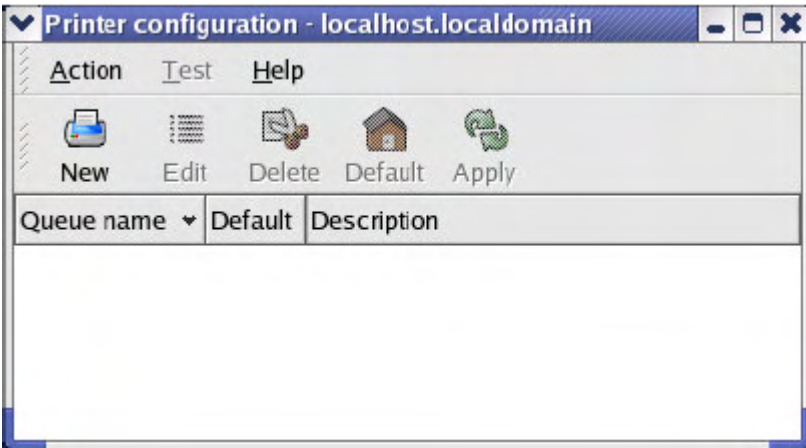 Printer configuration - localhost.localdomain
Action Test Help
New Edit Delete Default Apply
Queue name Default Description